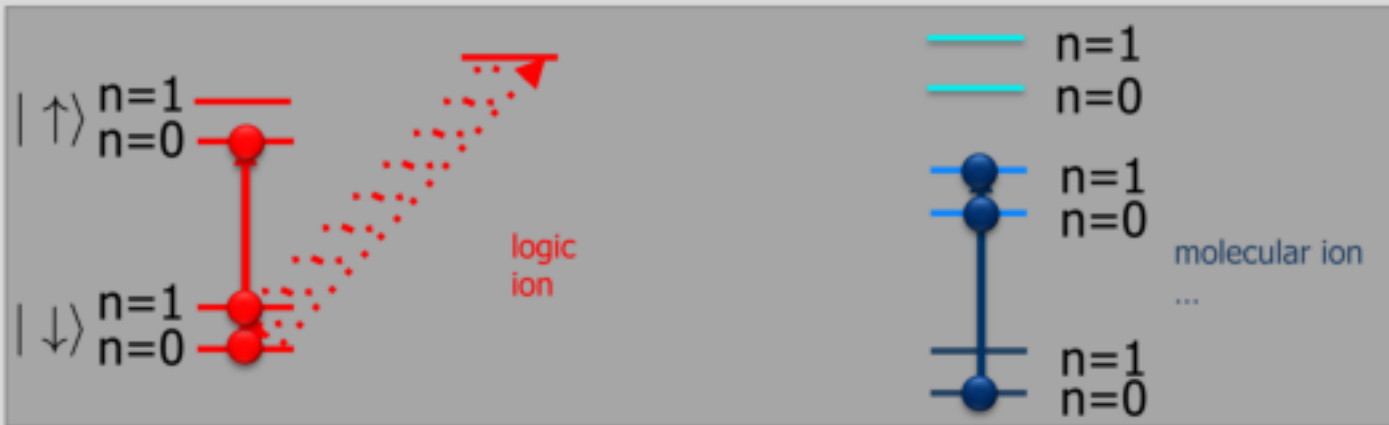 n=1
|↑⟩
n=0
n=1
|↓⟩
n=0
logic
ion
n=1
n=0
n=1
n=0
molecular ion
...
n=1
n=0